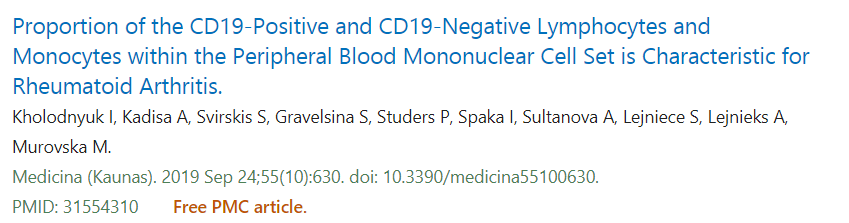 Proportion of the CD19-Positive and CD19-Negative Lymphocytes and
Monocytes within the Peripheral Blood Mononuclear Cell Set is Characteristic for
Rheumatoid Arthritis.
Kholodnyuk I, Kadisa A, Svirskis S, Gravelsina S, Studers P, Spaka I, Sultanova A, Lejniece S, Lejnieks A,
Murovska M.
Medicina (Kaunas). 2019 Sep 24;55(10):630. doi: 10.3390/medicina55100630.
PMID: 31554310 Free PMC article.